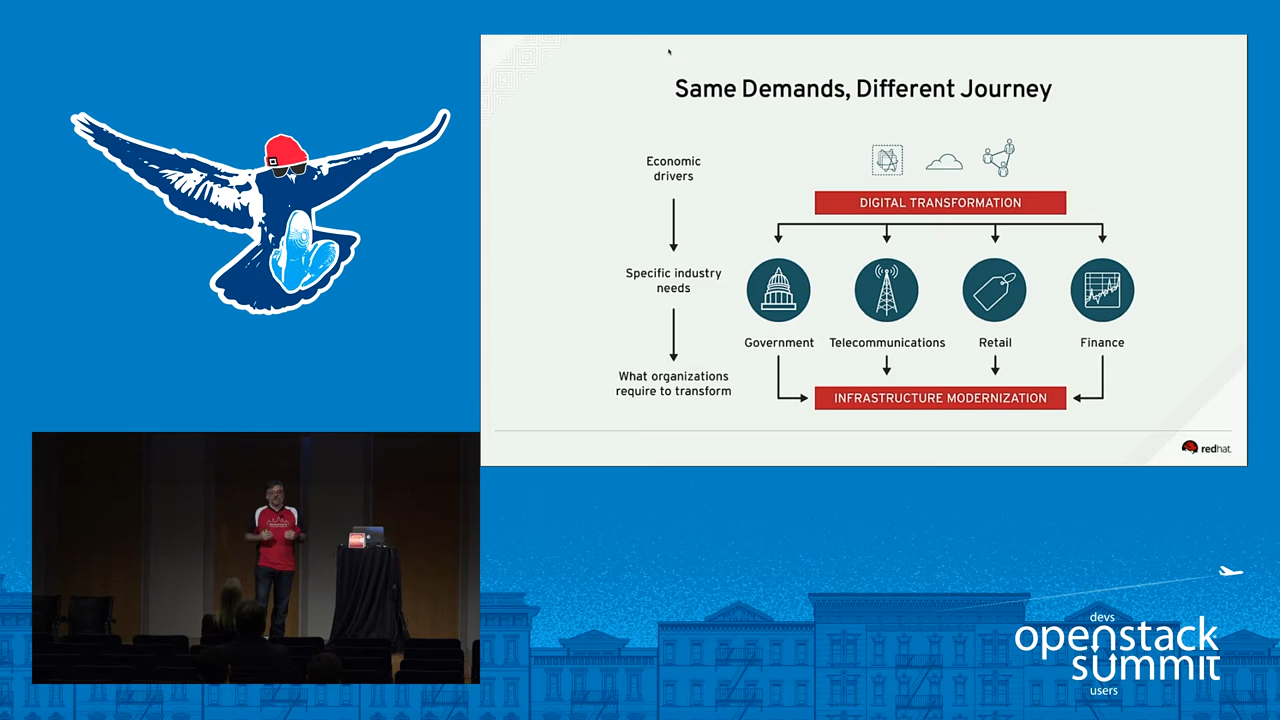 Same Demands, Different Journey
Economic
drivers
DIGITAL TRANSFORMATION
Specific industry
needs
Government
Telecommunications
Retail
Finance
What organizations
require to transform
INFRASTRUCTURE MODERNIZATION
redhat.
devs
openstack
summit
users